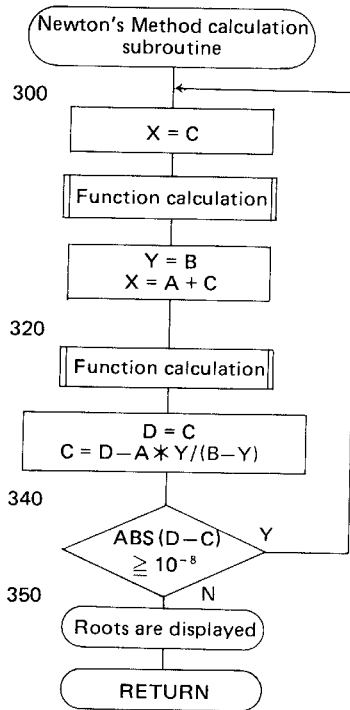 Newton's Method calculation
subroutine
300
X = C
Function calculation
Y = B
X = A + C
320
Function calculation
D = C
C = D–A＊Y/(B–Y)
340
ABS(D–C)
≧ 10⁻⁸
Y
350
N
Roots are displayed
RETURN